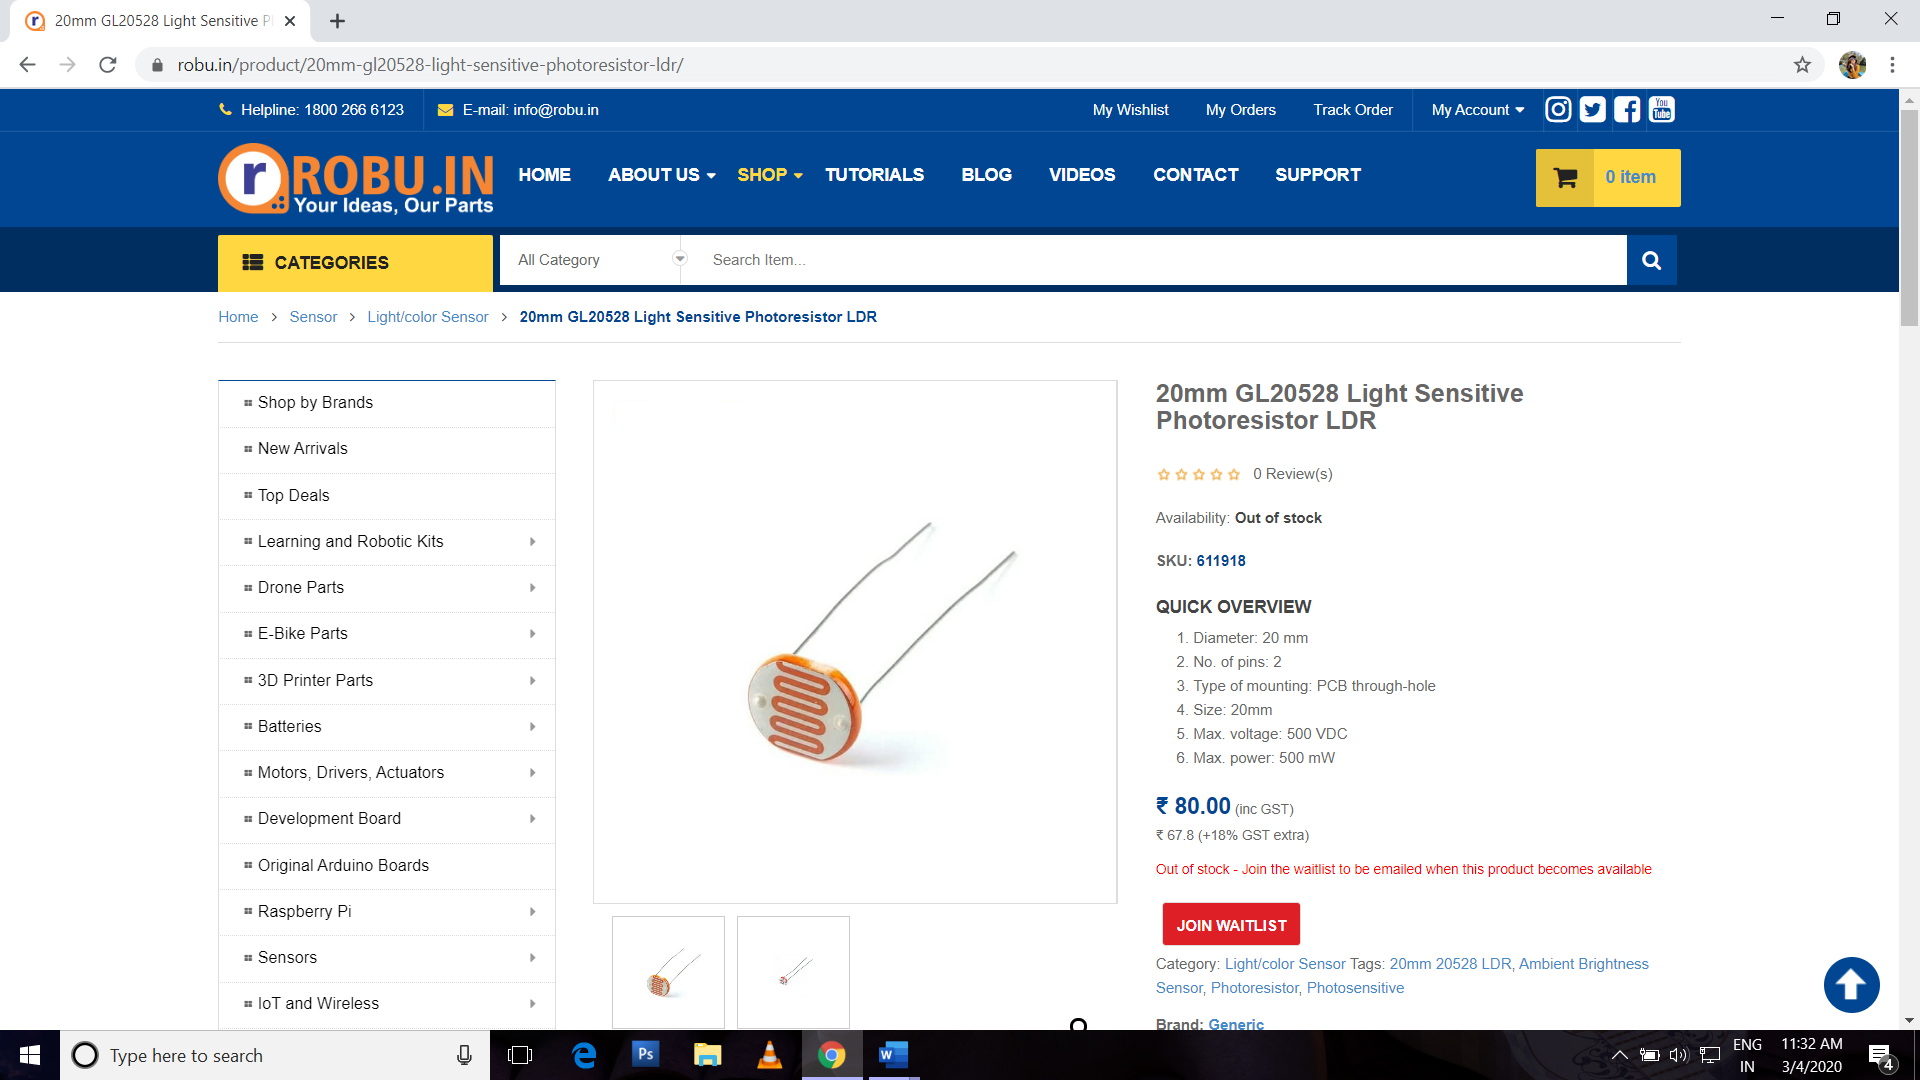 20mm GL20528 Light Sensitive P
robu.in/product/20mm-gl20528-light-sensitive-photoresistor-ldr/
Helpline: 1800 266 6123
E-mail: info@robu.in
My Wishlist
My Orders
Track Order
My Account
You Tube
r ROBU.IN
Your Ideas, Our Parts
HOME
ABOUT US
SHOP
TUTORIALS
BLOG
VIDEOS
CONTACT
SUPPORT
0 item
CATEGORIES
All Category
Search Item...
Home > Sensor > Light/color Sensor > 20mm GL20528 Light Sensitive Photoresistor LDR
Shop by Brands
New Arrivals
Top Deals
Learning and Robotic Kits
Drone Parts
E-Bike Parts
3D Printer Parts
Batteries
Motors, Drivers, Actuators
Development Board
Original Arduino Boards
Raspberry Pi
Sensors
IoT and Wireless
20mm GL20528 Light Sensitive
Photoresistor LDR
0 Review(s)
Availability: Out of stock
SKU: 611918
QUICK OVERVIEW
1. Diameter: 20 mm
2. No. of pins: 2
3. Type of mounting: PCB through-hole
4. Size: 20mm
5. Max. voltage: 500 VDC
6. Max. power: 500 mW
₹ 80.00 (inc GST)
₹ 67.8 (+18% GST extra)
Out of stock - Join the waitlist to be emailed when this product becomes available
JOIN WAITLIST
Category: Light/color Sensor Tags: 20mm 20528 LDR, Ambient Brightness
Sensor, Photoresistor, Photosensitive
Brand: Generic
Type here to search
Ps
W
ENG
IN
11:32 AM
3/4/2020
4